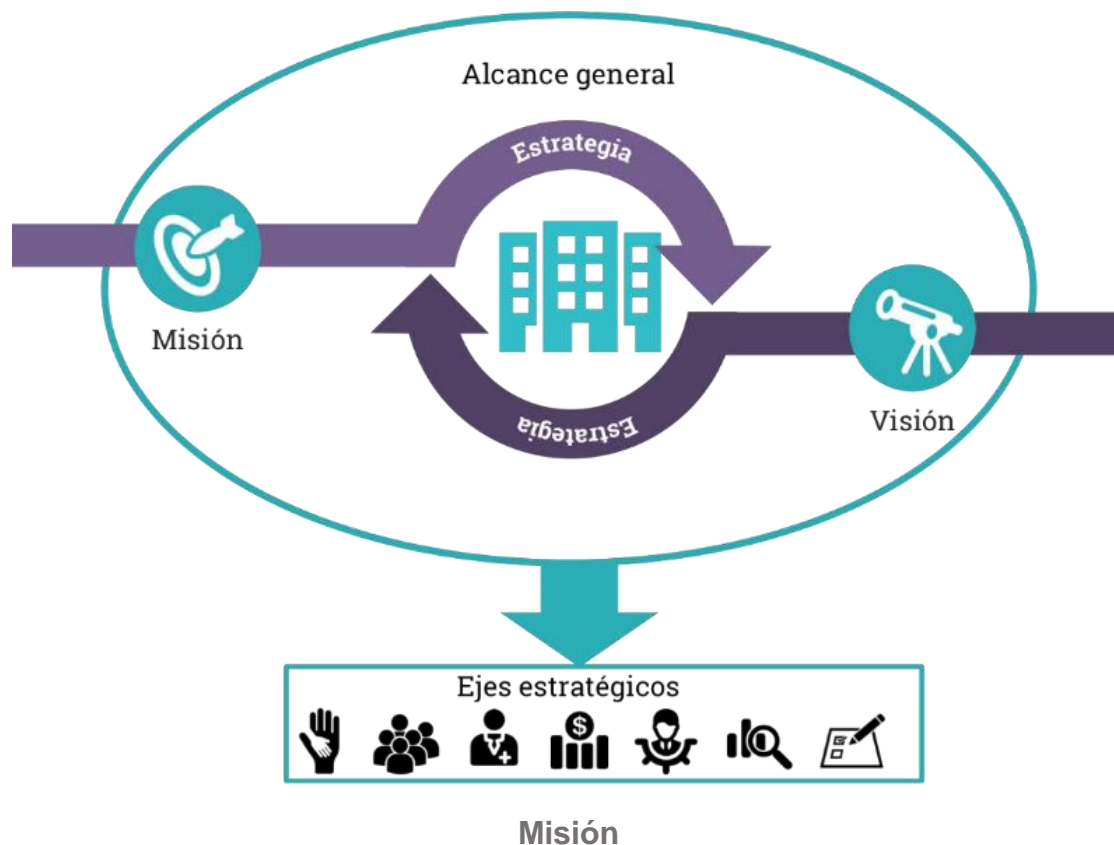 Alcance general
Estrategia
Misión
Visión
Estrategia
Ejes estratégicos
$
Misión